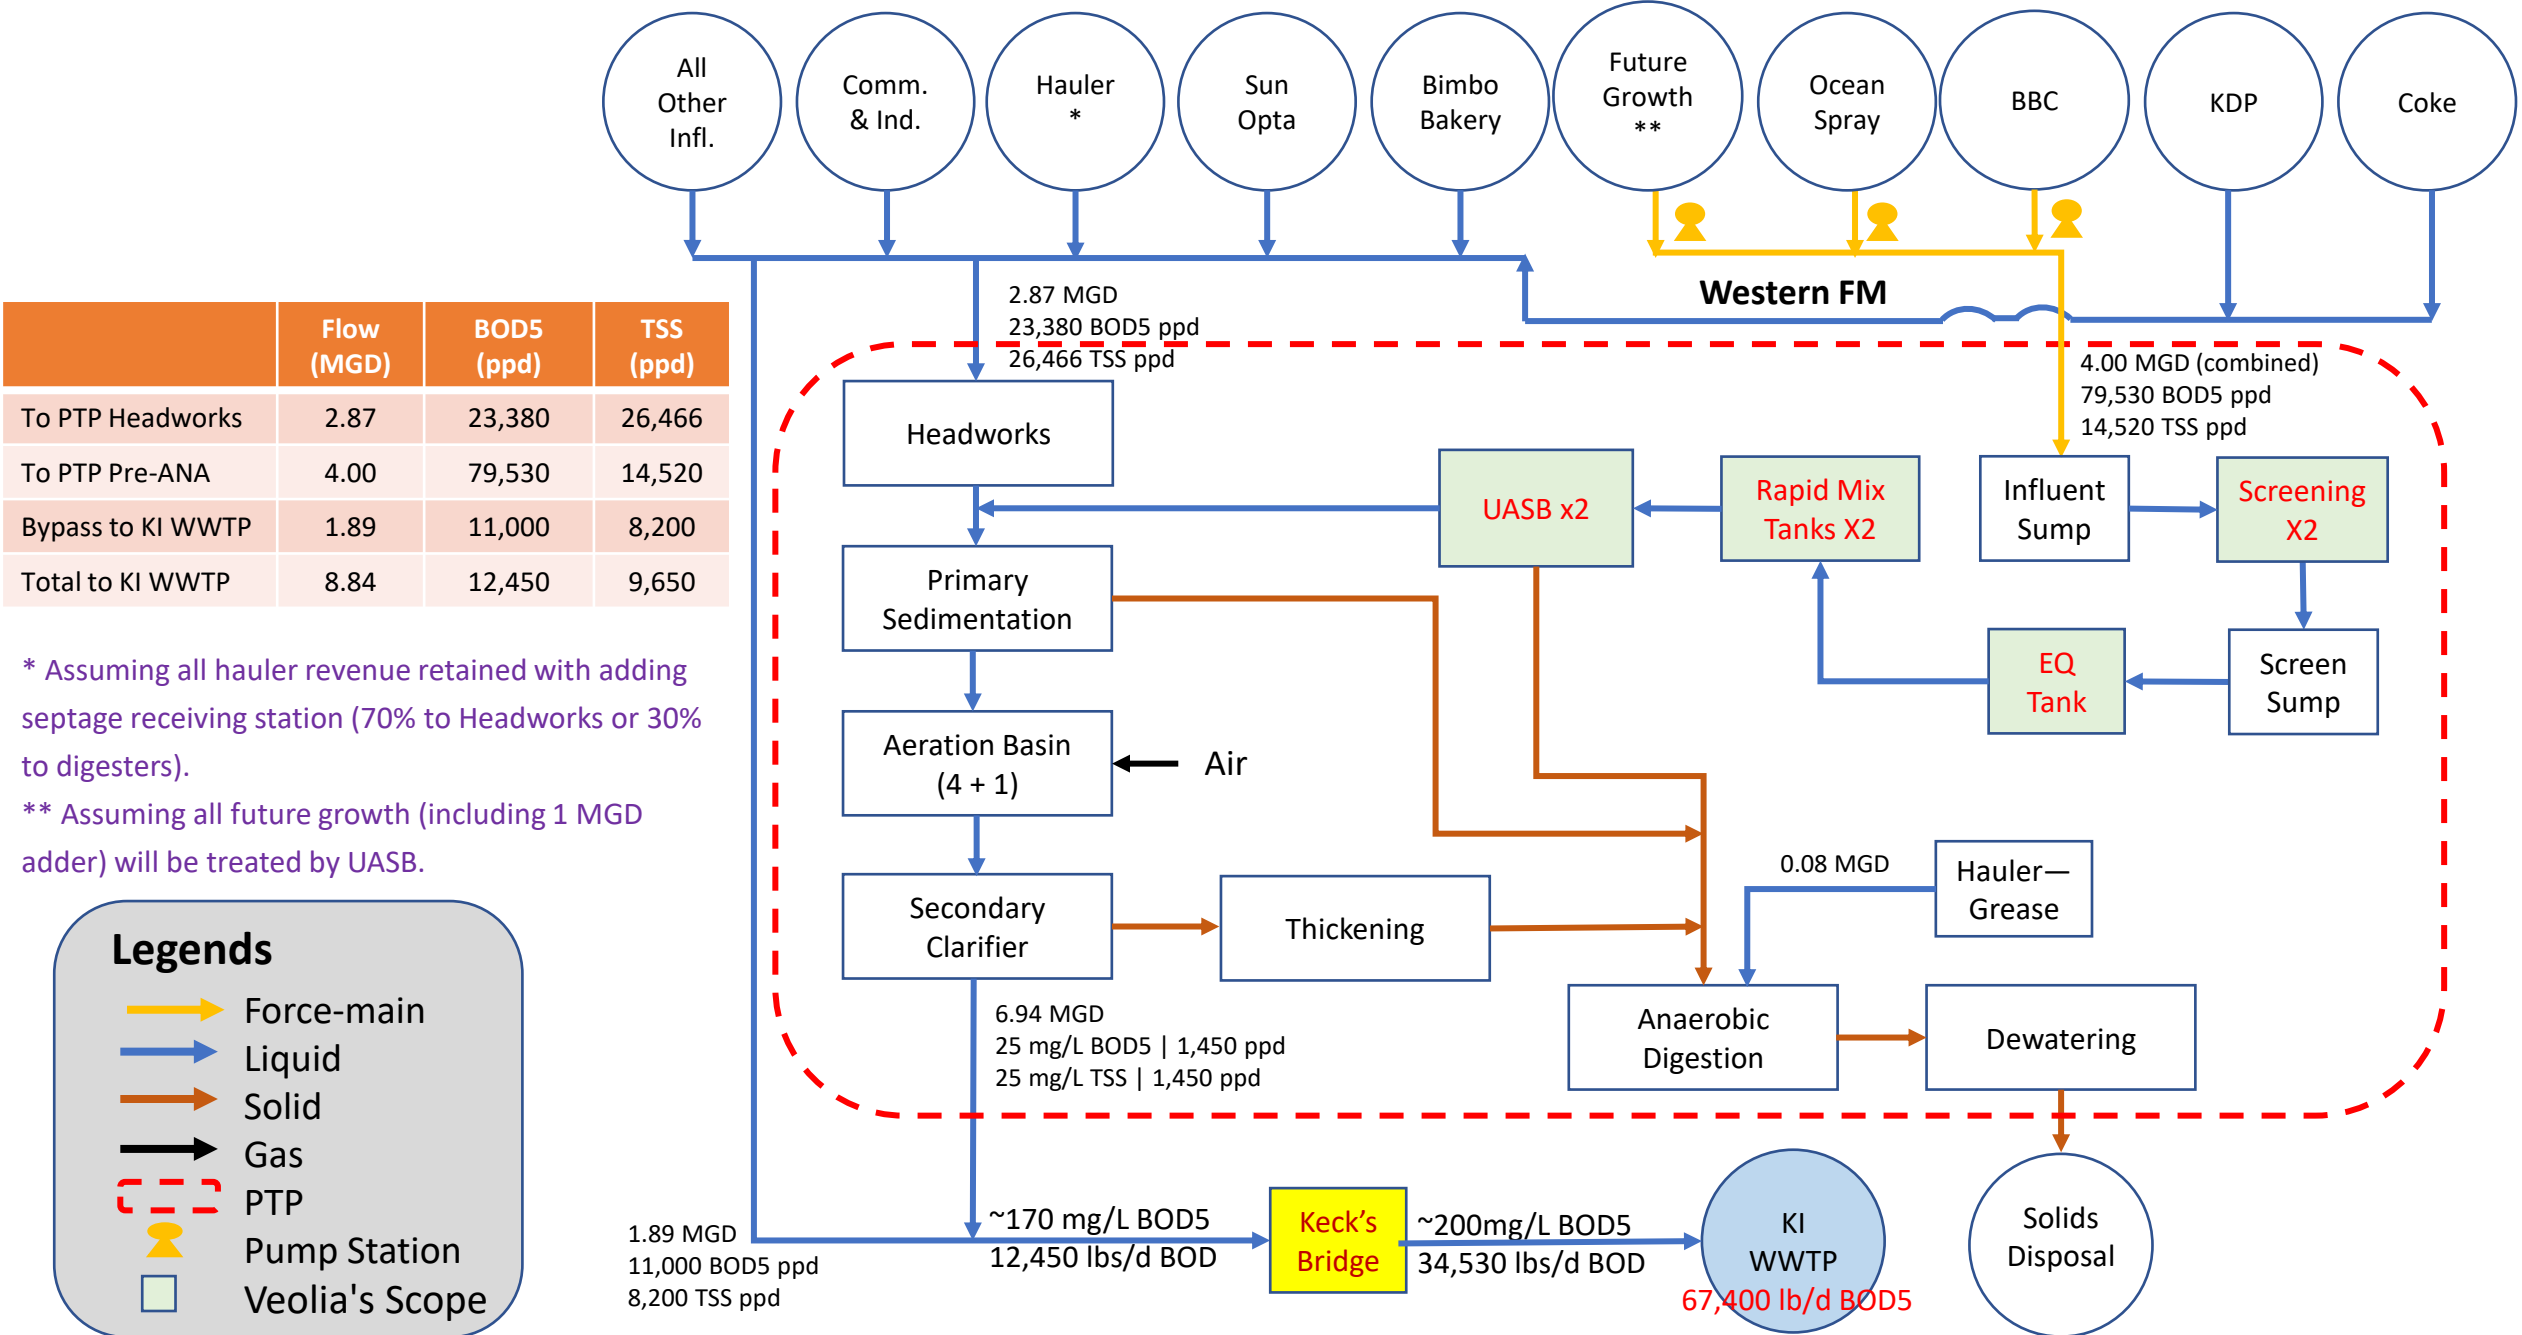 All
Other
Infl.
Comm.
& Ind.
Hauler
*
Sun
Opta
Bimbo
Bakery
Future
Growth
**
Ocean
Spray
BBC
KDP
Coke
Western FM
2.87 MGD
23,380 BOD5 ppd
26,466 TSS ppd
4.00 MGD (combined)
79,530 BOD5 ppd
14,520 TSS ppd
Flow (MGD) BOD5 (ppd) TSS (ppd)
To PTP Headworks 2.87 23,380 26,466
To PTP Pre-ANA 4.00 79,530 14,520
Bypass to KI WWTP 1.89 11,000 8,200
Total to KI WWTP 8.84 12,450 9,650
* Assuming all hauler revenue retained with adding
septage receiving station (70% to Headworks or 30%
to digesters).
** Assuming all future growth (including 1 MGD
adder) will be treated by UASB.
Legends
Force-main
Liquid
Solid
Gas
PTP
Pump Station
Veolia's Scope
Headworks
UASB x2
Rapid Mix
Tanks X2
Influent
Sump
Screening
X2
Primary
Sedimentation
EQ
Tank
Screen
Sump
Aeration Basin
(4 + 1)
Air
Secondary
Clarifier
Thickening
0.08 MGD
Hauler—
Grease
6.94 MGD
25 mg/L BOD5 | 1,450 ppd
25 mg/L TSS | 1,450 ppd
Anaerobic
Digestion
Dewatering
1.89 MGD
11,000 BOD5 ppd
8,200 TSS ppd
~170 mg/L BOD5
12,450 lbs/d BOD
Keck’s
Bridge
~200mg/L BOD5
34,530 lbs/d BOD
KI
WWTP
67,400 lb/d BOD5
Solids
Disposal